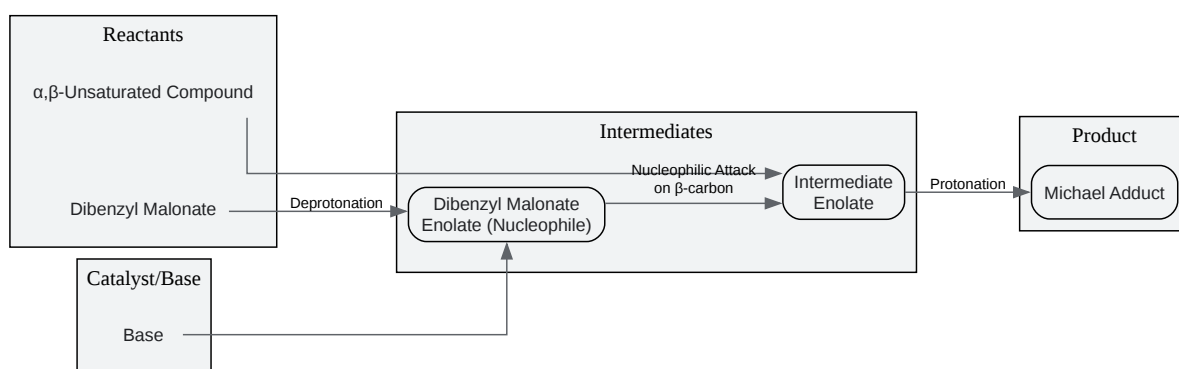 Reactants
α,β-Unsaturated Compound
Dibenzyl Malonate
Deprotonation
Catalyst/Base
Base
Intermediates
Dibenzyl Malonate
Enolate (Nucleophile)
Nucleophilic Attack
on β-carbon
Intermediate
Enolate
Protonation
Product
Michael Adduct